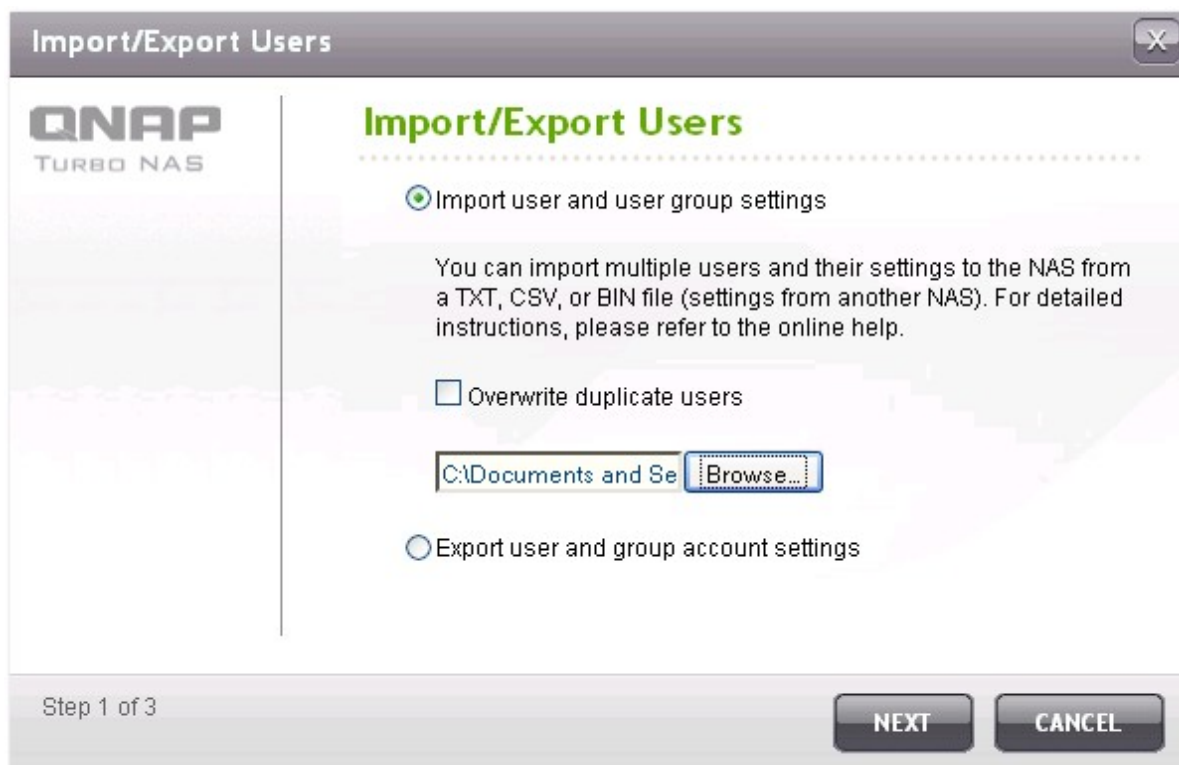 Import/Export Users
X
QNAP
TURBO NAS
Import/Export Users
Import user and user group settings
You can import multiple users and their settings to the NAS from
a TXT, CSV, or BIN file (settings from another NAS). For detailed
instructions, please refer to the online help.
Overwrite duplicate users
C:\Documents and Se Browse...
Export user and group account settings
Step 1 of 3
NEXT CANCEL